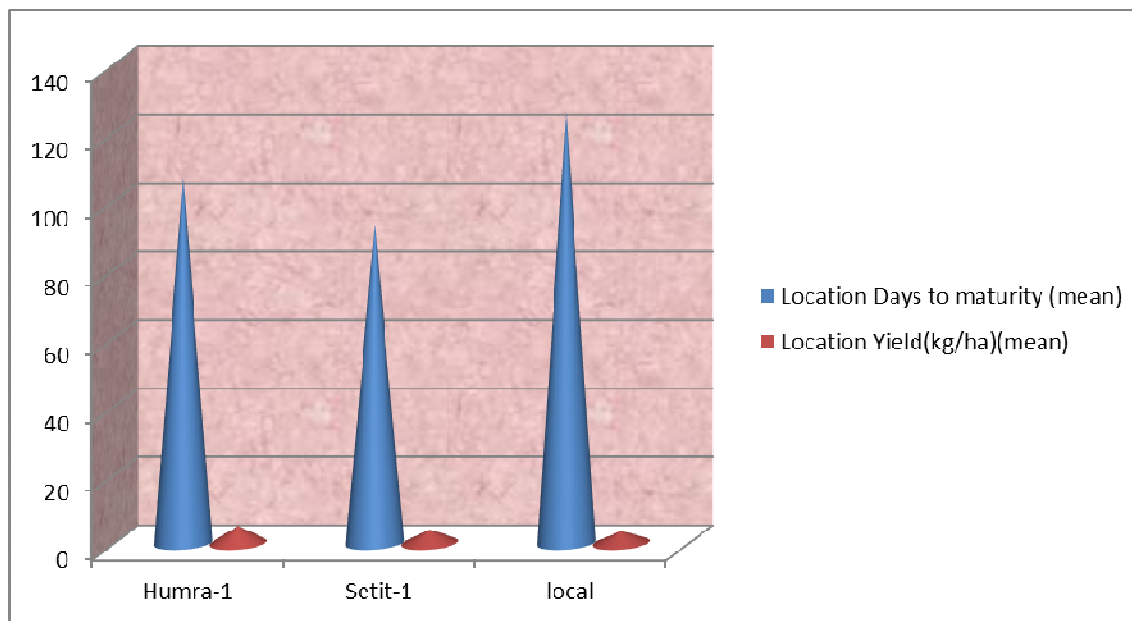 140
120
100
80
60
40
20
0
Humra-1 Setit-1 local
Location Days to maturity (mean)
Location Yield(kg/ha)(mean)